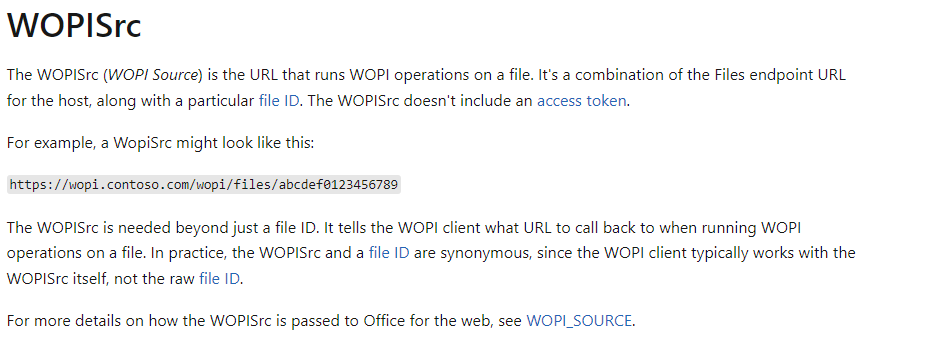 WOPISrc
The WOPISrc (WOPI Source) is the URL that runs WOPI operations on a file. It's a combination of the Files endpoint URL
for the host, along with a particular file ID. The WOPISrc doesn't include an access token.
For example, a WopiSrc might look like this:
https://wopi.contoso.com/wopi/files/abcdef0123456789
The WOPISrc is needed beyond just a file ID. It tells the WOPI client what URL to call back to when running WOPI
operations on a file. In practice, the WOPISrc and a file ID are synonymous, since the WOPI client typically works with the
WOPISrc itself, not the raw file ID.
For more details on how the WOPISrc is passed to Office for the web, see WOPI_SOURCE.